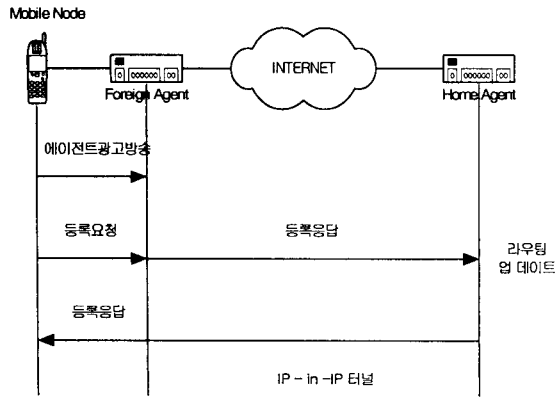 Mobile Node
INTERNET
Foreign Agent
Home Agent
에이전트광고방송
등록요청
등록응답
라우팅
업 데이트
등록응답
IP - in -IP 터널